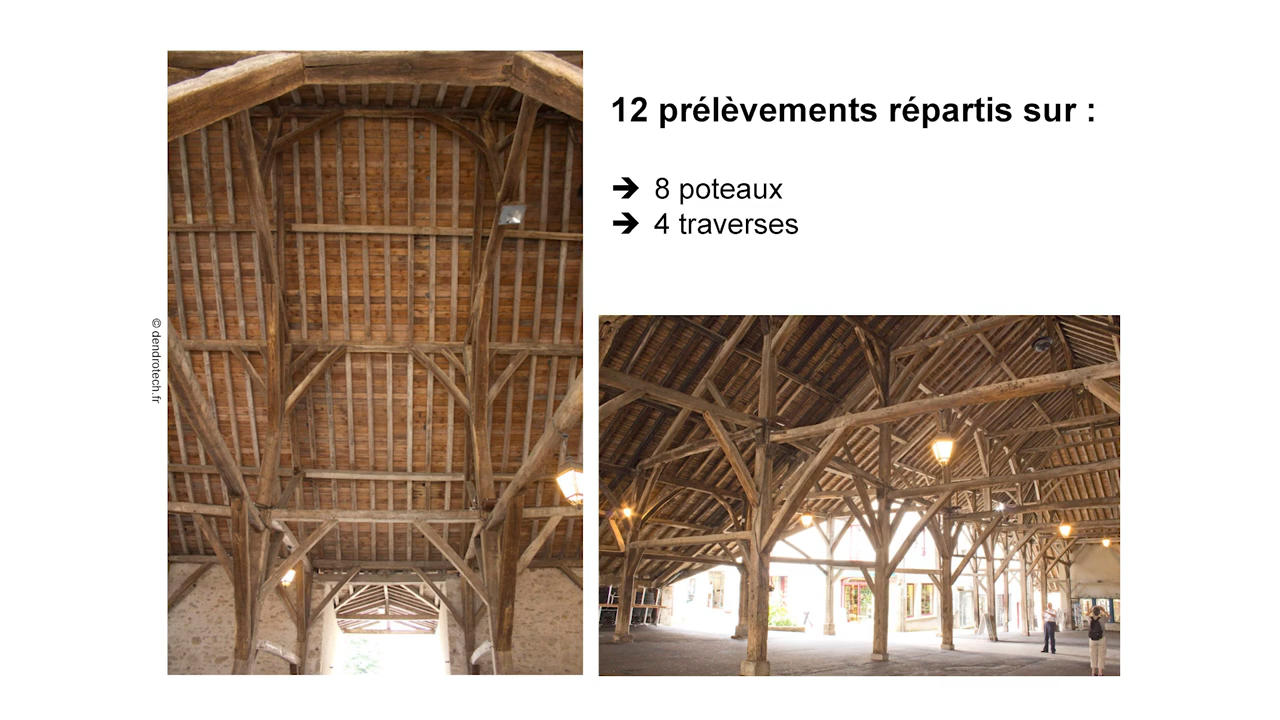 12 prélèvements répartis sur :
➔ 8 poteaux
➔ 4 traverses
© dendrotech.fr